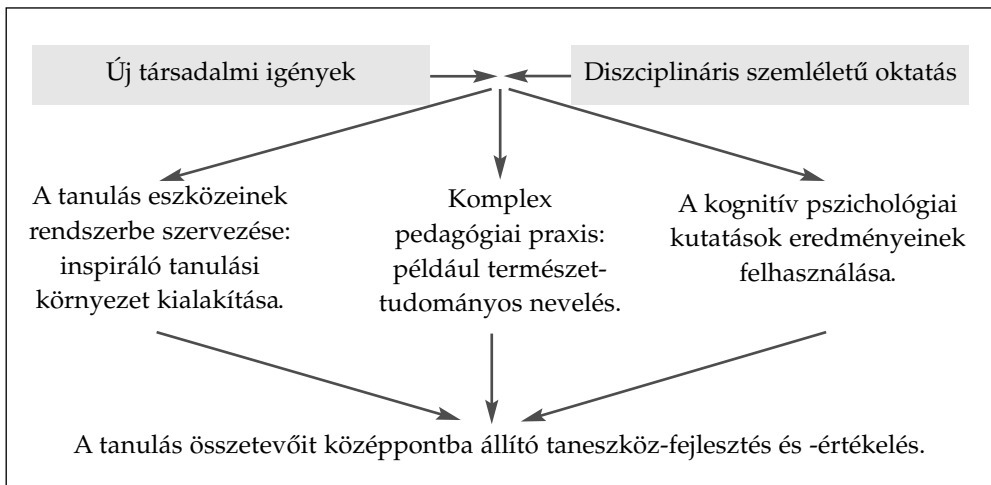 Új társadalmi igények
Diszciplináris szemléletű oktatás
A tanulás eszközeinek
rendszerbe szervezése:
inspiráló tanulási
környezet kialakítása.
Komplex
pedagógiai praxis:
például természet-
tudományos nevelés.
A kognitív pszichológiai
kutatások eredményeinek
felhasználása.
A tanulás összetevőit középpontba állító taneszköz-fejlesztés és -értékelés.